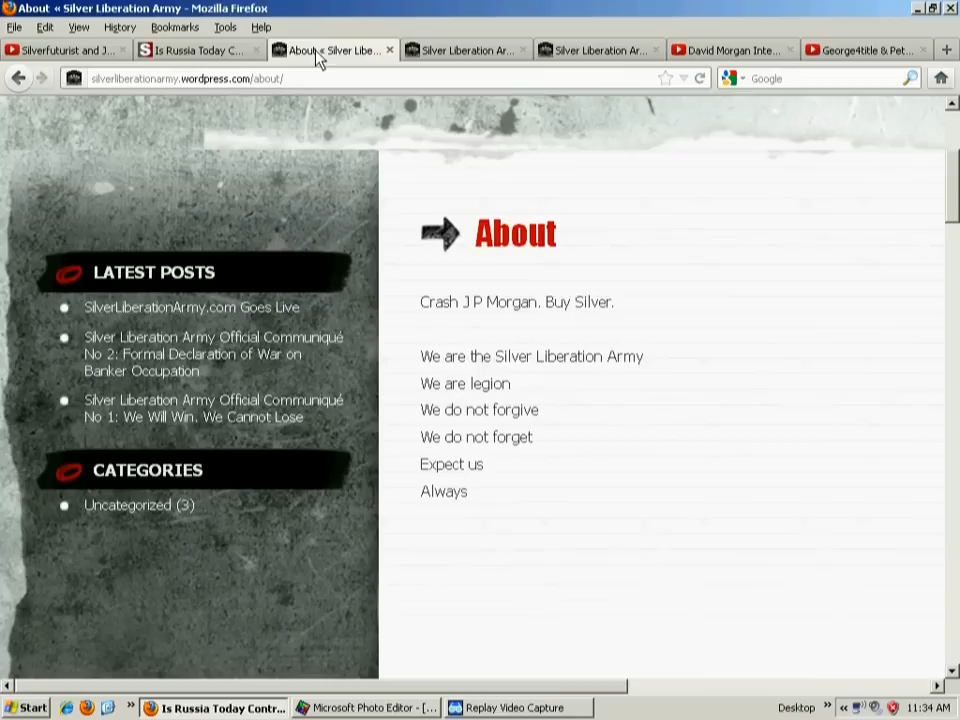 About « Silver Liberation Army - Mozilla Firefox
File Edit View History Bookmarks Tools Help
Silverfuturist and J...
Is Russia Today C...
About « Silver Libe...
Silver Liberation Ar...
Silver Liberation Ar...
David Morgan Inte...
George4title & Pet...
silverliberationarmy.wordpress.com/about/
Google
LATEST POSTS
SilverLiberationArmy.com Goes Live
Silver Liberation Army Official Communiqué
No 2: Formal Declaration of War on
Banker Occupation
Silver Liberation Army Official Communiqué
No 1: We Will Win, We Cannot Lose
CATEGORIES
Uncategorized (3)
About
Crash J P Morgan. Buy Silver.
We are the Silver Liberation Army
We are legion
We do not forgive
We do not forget
Expect us
Always
Start
Is Russia Today Contr...
Microsoft Photo Editor - [...
Replay Video Capture
Desktop
11:34 AM